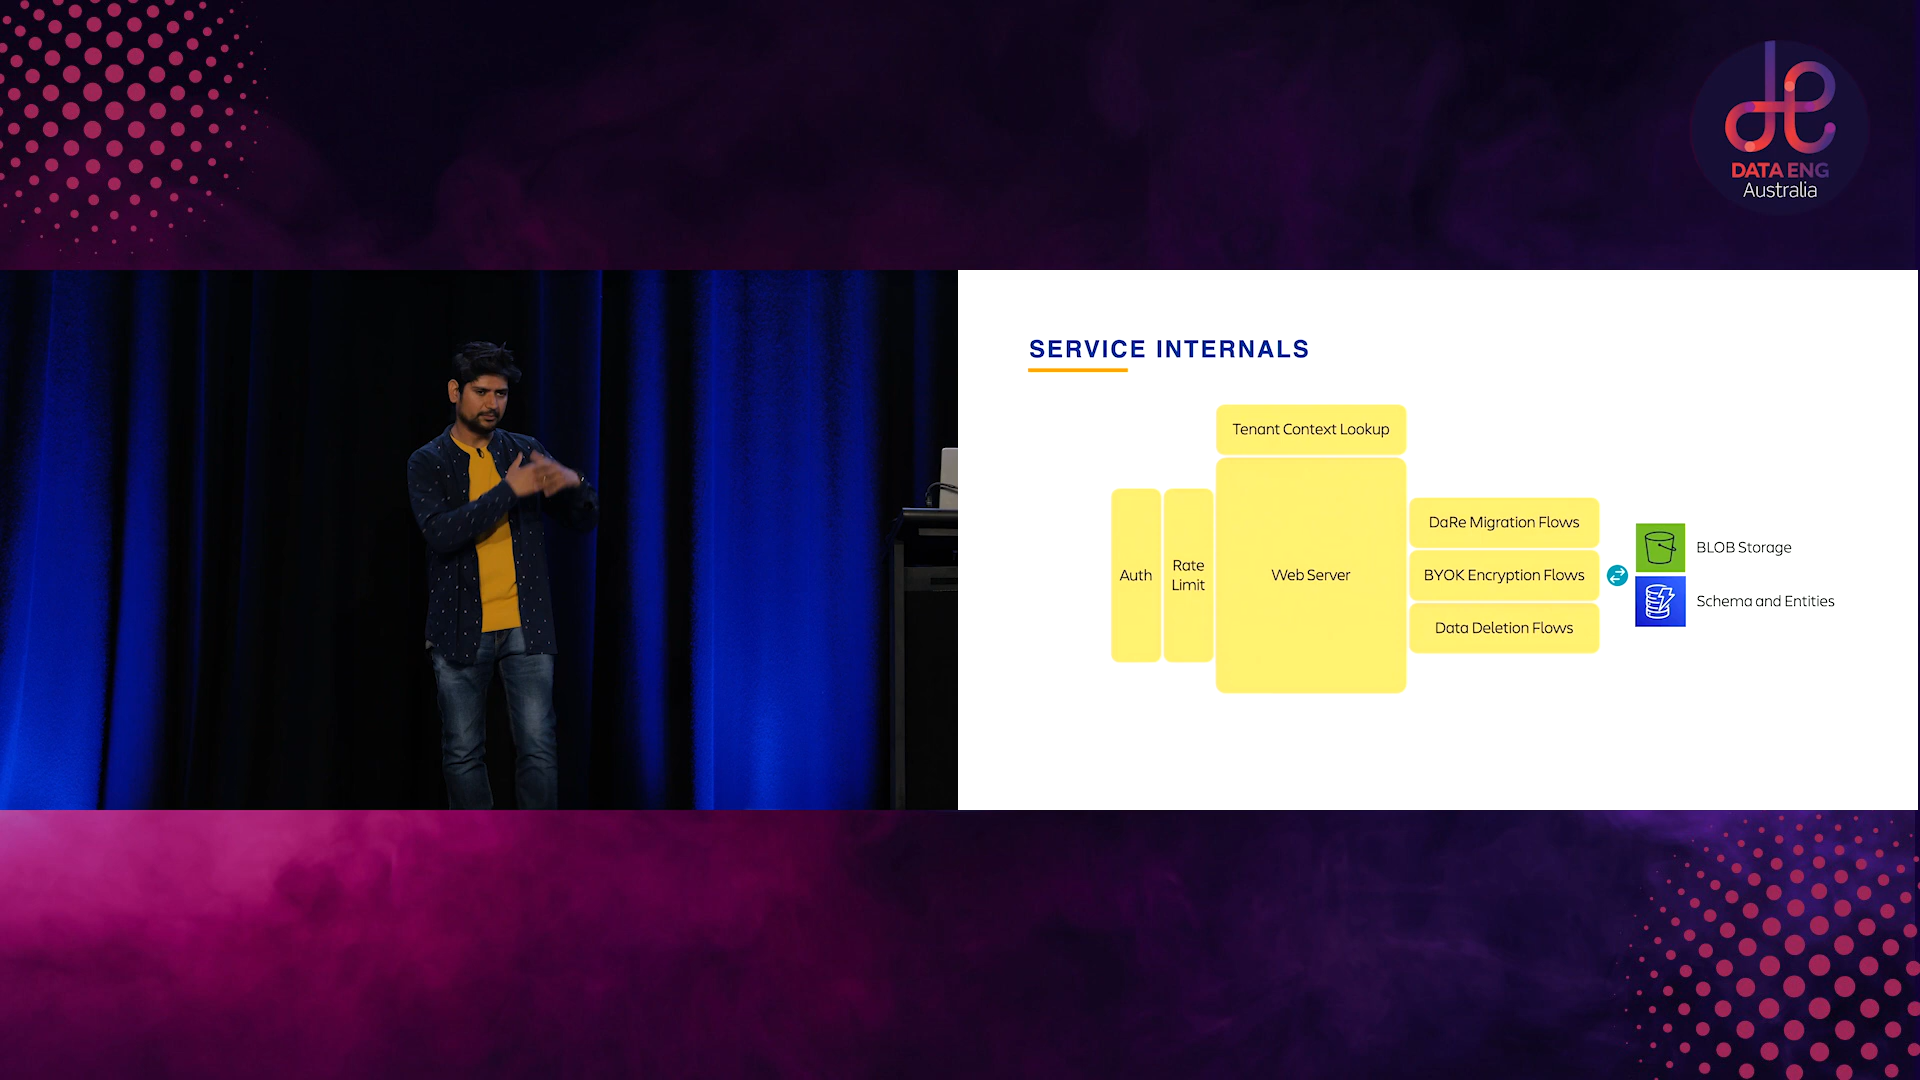 DATA ENG
Australia
SERVICE INTERNALS
Tenant Context Lookup
Auth
Rate
Limit
Web Server
DaRe Migration Flows
BYOK Encryption Flows
Data Deletion Flows
BLOB Storage
Schema and Entities